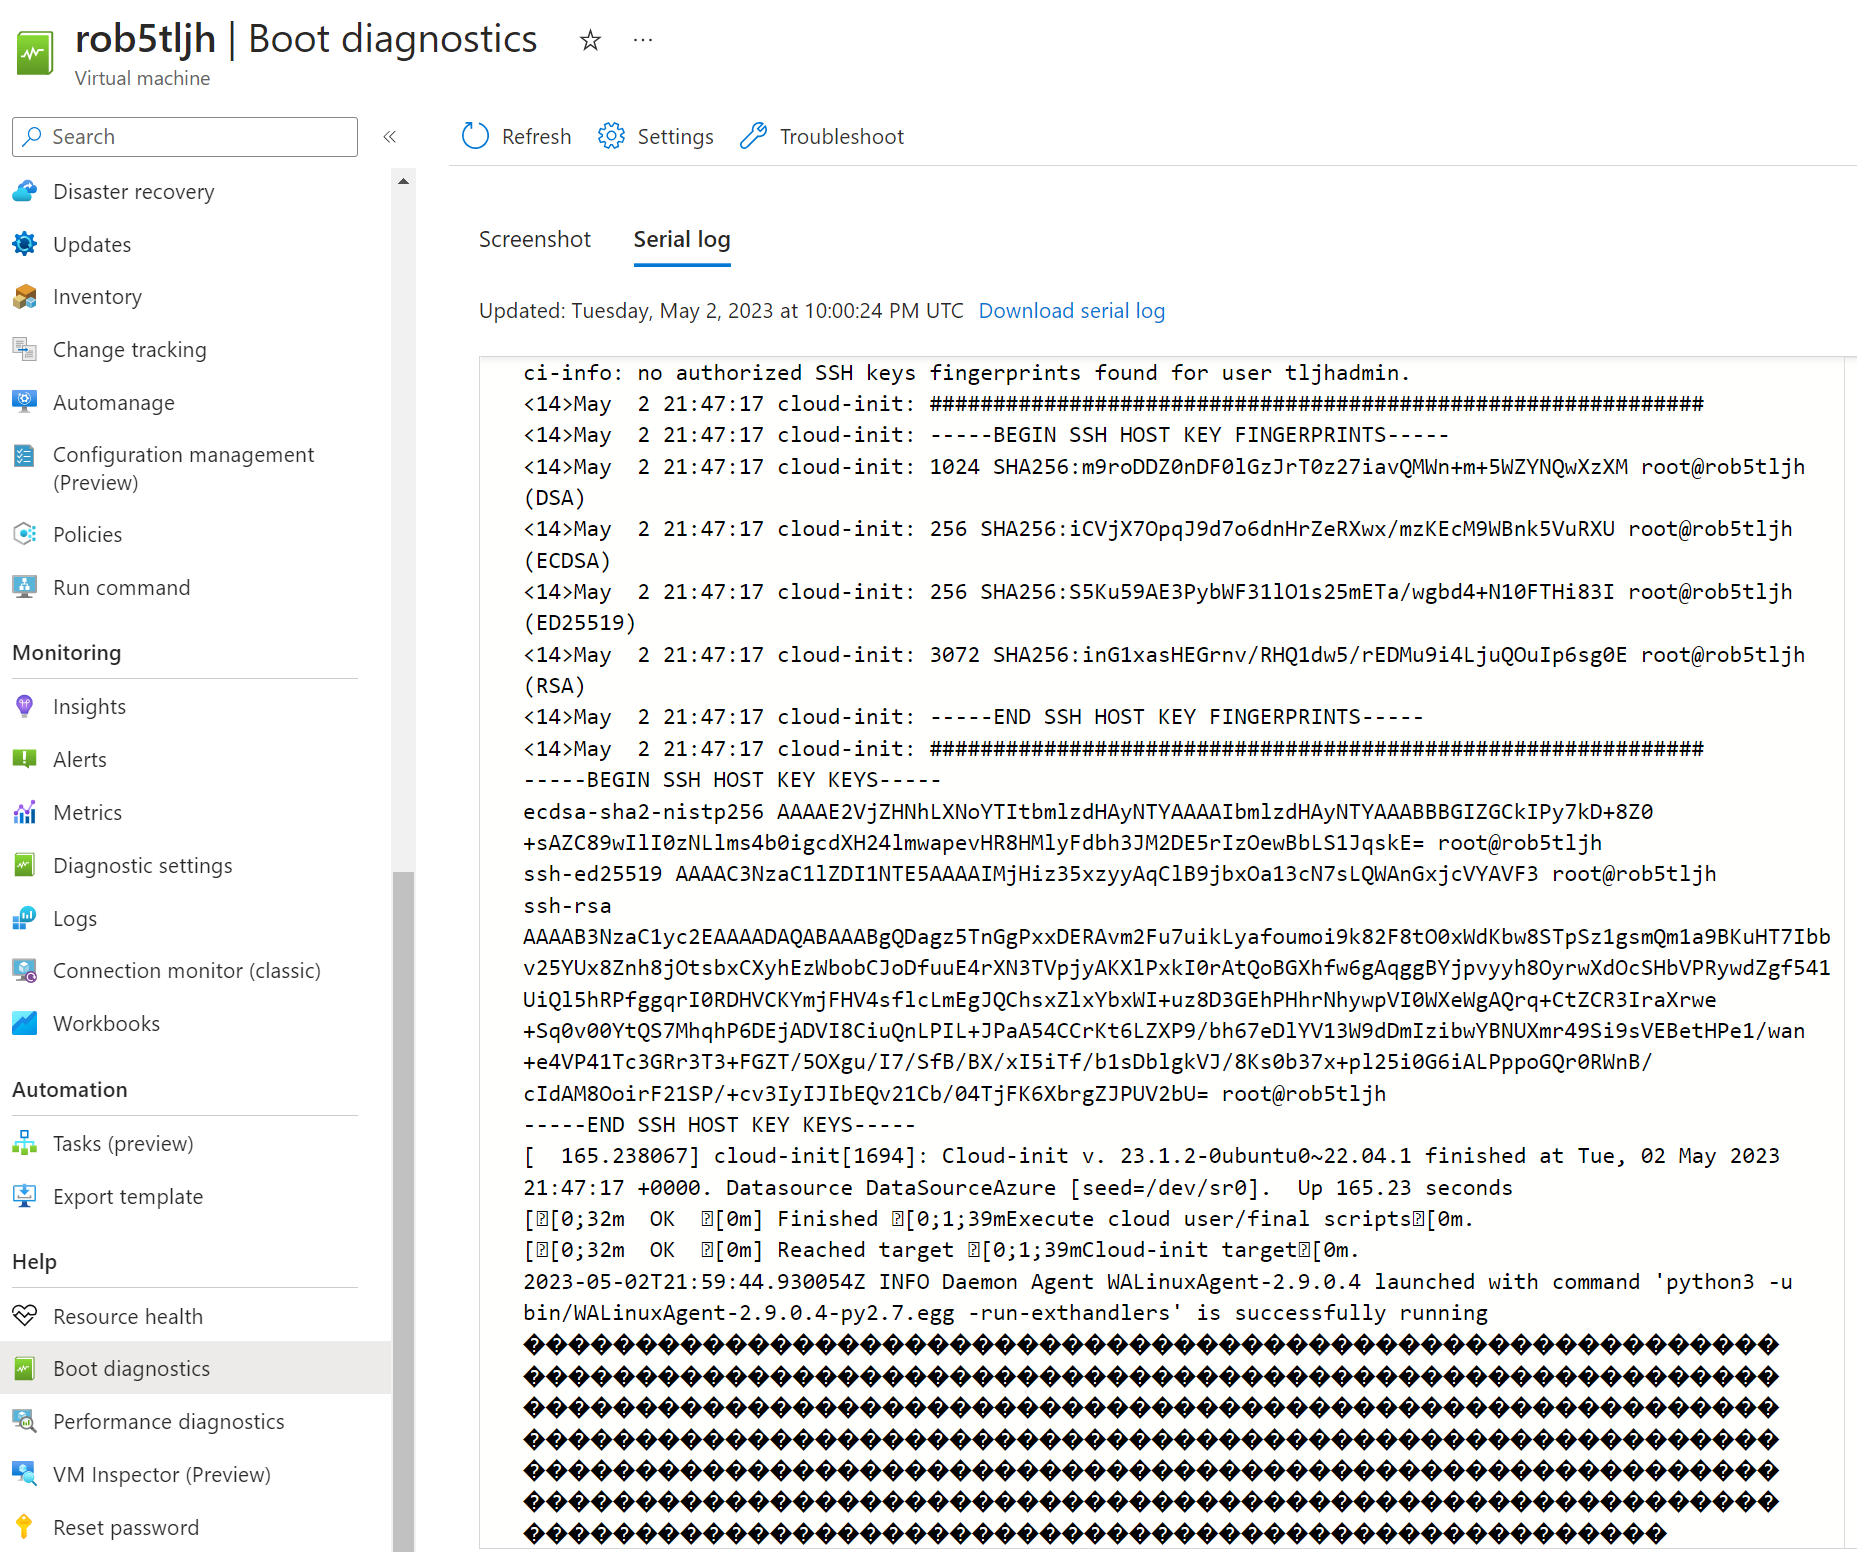 rob5tljh | Boot diagnostics
Virtual machine
Search
Disaster recovery
Updates
Inventory
Change tracking
Automanage
Configuration management
(Preview)
Policies
Run command
Monitoring
Insights
Alerts
Metrics
Diagnostic settings
Logs
Connection monitor (classic)
Workbooks
Automation
Tasks (preview)
Export template
Help
Resource health
Boot diagnostics
Performance diagnostics
VM Inspector (Preview)
Reset password
Refresh Settings Troubleshoot
Screenshot Serial log
Updated: Tuesday, May 2, 2023 at 10:00:24 PM UTC Download serial log
ci-info: no authorized SSH keys fingerprints found for user tljhadmin.
<14>May  2 21:47:17 cloud-init: #############################################################
<14>May  2 21:47:17 cloud-init: -----BEGIN SSH HOST KEY FINGERPRINTS-----
<14>May  2 21:47:17 cloud-init: 1024 SHA256:m9roDDZ0nDF0lGzJrT0z27iavQMWn+m+5WZYNQwXzXM root@rob5tljh
(DSA)
<14>May  2 21:47:17 cloud-init: 256 SHA256:iCVjX7OpqJ9d7o6dnHrZeRXwx/mzKEcM9WBnk5VuRXU root@rob5tljh
(ECDSA)
<14>May  2 21:47:17 cloud-init: 256 SHA256:S5Ku59AE3PybWF31lO1s25mETa/wgbd4+N10FTHi83I root@rob5tljh
(ED25519)
<14>May  2 21:47:17 cloud-init: 3072 SHA256:inG1xasHEGrnv/RHQ1dw5/rEDMu9i4LjuQOuIp6sg0E root@rob5tljh
(RSA)
<14>May  2 21:47:17 cloud-init: -----END SSH HOST KEY FINGERPRINTS-----
<14>May  2 21:47:17 cloud-init: #############################################################
-----BEGIN SSH HOST KEY KEYS-----
ecdsa-sha2-nistp256 AAAAE2VjZHNhLXNoYTItbmlzdHAyNTYAAAAIbmlzdHAyNTYAAABBBGIZGCkIPy7kD+8Z0
+sAZC89wIlI0zNLlms4b0igcdXH24lmwapevHR8HMlyFdbh3JM2DE5rIzOewBbLS1JqskE= root@rob5tljh
ssh-ed25519 AAAAC3NzaC1lZDI1NTE5AAAAIMjHiz35xzyyAqClB9jbxOa13cN7sLQWAnGxjcVYAVF3 root@rob5tljh
ssh-rsa
AAAAB3NzaC1yc2EAAAADAQABAAABgQDagz5TnGgPxxDERAvm2Fu7uikLyafoumoi9k82F8tO0xWdKbw8STpSz1gsmQm1a9BKuHT7Ibb
v25YUx8Znh8jOtsbxCXyhEzWbobCJoDfuuE4rXN3TVpjyAKXlPxkI0rAtQoBGXhfw6gAqggBYjpvyyh8OyrwXdOcSHbVPRywdZgf541
UiQl5hRPfggqrI0RDHVCKYmjFHV4sflcLmEgJQChsxZlxYbxWI+uz8D3GEhPHhrNhywpVI0WXeWgAQrq+CtZCR3IraXrwe
+Sq0v00YtQS7MhqhP6DEjADVI8CiuQnLPIL+JPaA54CCrKt6LZXP9/bh67eDlYV13W9dDmIzibwYBNUXmr49Si9sVEBetHPe1/wan
+e4VP41Tc3GRr3T3+FGZT/5OXgu/I7/SfB/BX/xI5iTf/b1sDblgkVJ/8Ks0b37x+pl25i0G6iALPppoGQr0RWnB/
cIdAM8OoirF21SP/+cv3IyIJIbEQv21Cb/04TjFK6XbrgZJPUV2bU= root@rob5tljh
-----END SSH HOST KEY KEYS-----
[  165.238067] cloud-init[1694]: Cloud-init v. 23.1.2-0ubuntu0~22.04.1 finished at Tue, 02 May 2023
21:47:17 +0000. Datasource DataSourceAzure [seed=/dev/sr0].  Up 165.23 seconds
[[0;32m  OK  [0m] Finished [0;1;39mExecute cloud user/final scripts[0m.
[[0;32m  OK  [0m] Reached target [0;1;39mCloud-init target[0m.
2023-05-02T21:59:44.930054Z INFO Daemon Agent WALinuxAgent-2.9.0.4 launched with command 'python3 -u
bin/WALinuxAgent-2.9.0.4-py2.7.egg -run-exthandlers' is successfully running